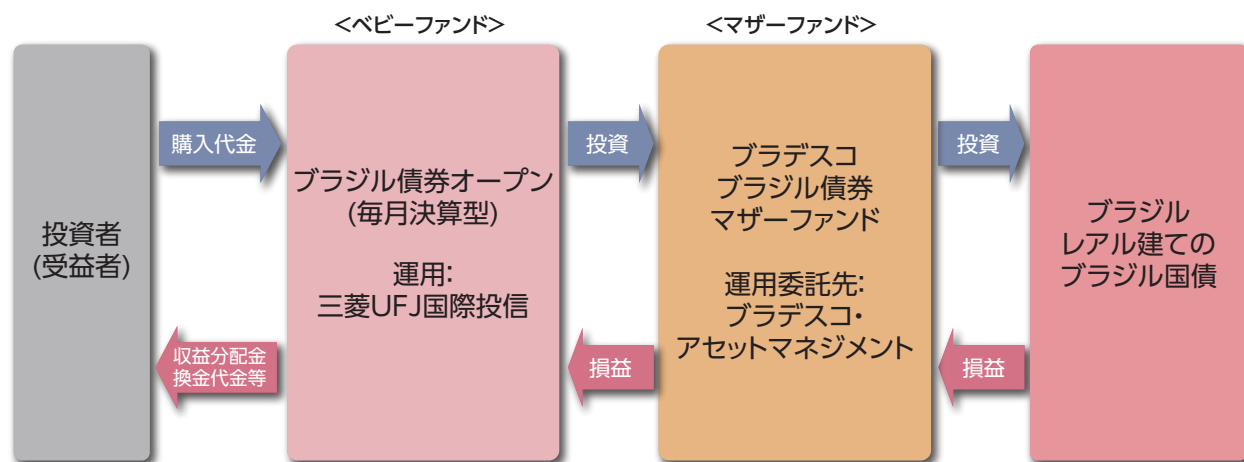 <ベビーファンド>
<マザーファンド>
投資者
(受益者)
購入代金
収益分配金
換金代金等
ブラジル債券オープン
(毎月決算型)
運用:
三菱UFJ国際投信
投資
損益
ブラデスコ
ブラジル債券
マザーファンド
運用委託先:
ブラデスコ・
アセットマネジメント
投資
損益
ブラジル
レアル建ての
ブラジル国債